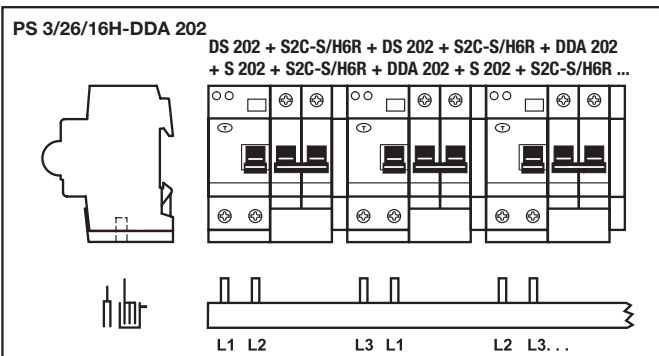 PS 3/26/16H-DDA 202
DS 202 + S2C-S/H6R + DS 202 + S2C-S/H6R + DDA 202
+ S 202 + S2C-S/H6R + DDA 202 + S 202 + S2C-S/H6R ...
T T T
L1 L2 L3 L1 L2 L3...